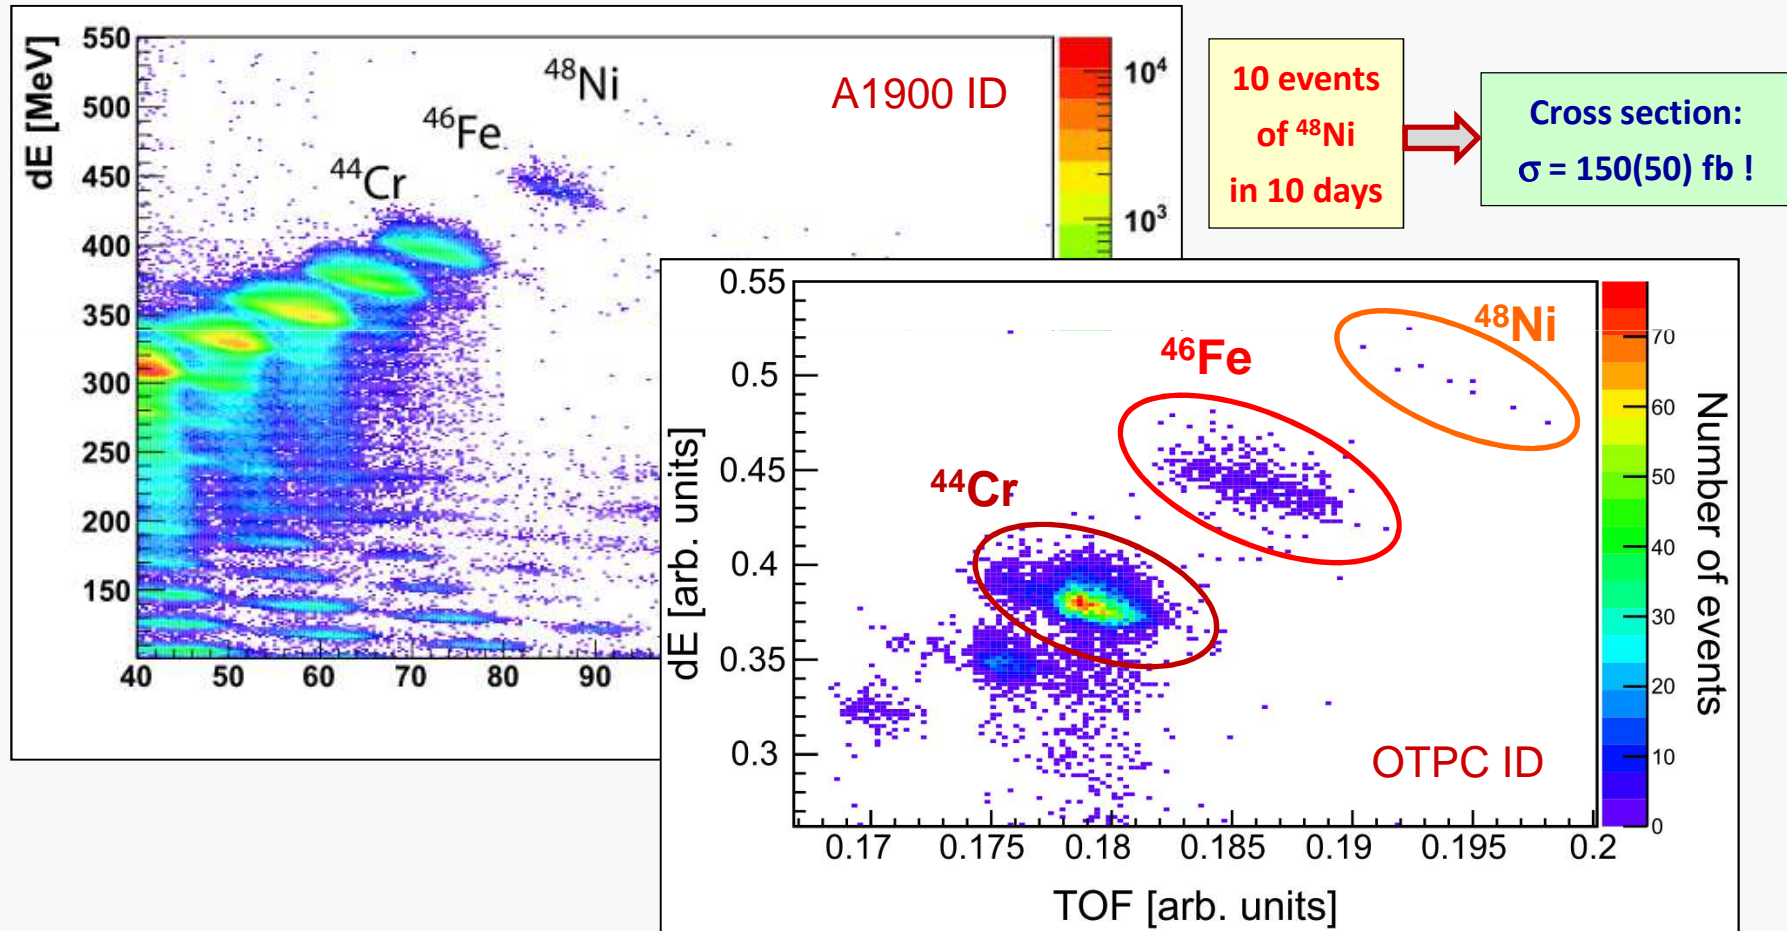 dE [MeV]
550
500
450
400
350
300
250
200
150
40 50 60 70 80 90
⁴⁸Ni
⁴⁶Fe
⁴⁴Cr
A1900 ID
10⁴
10³
10 events
of ⁴⁸Ni
in 10 days
Cross section:
σ = 150(50) fb !
dE [arb. units]
0.55
0.5
0.45
0.4
0.35
0.3
⁴⁸Ni
⁴⁶Fe
⁴⁴Cr
OTPC ID
0.17 0.175 0.18 0.185 0.19 0.195 0.2
TOF [arb. units]
70
60
50
40
30
20
10
0
Number of events